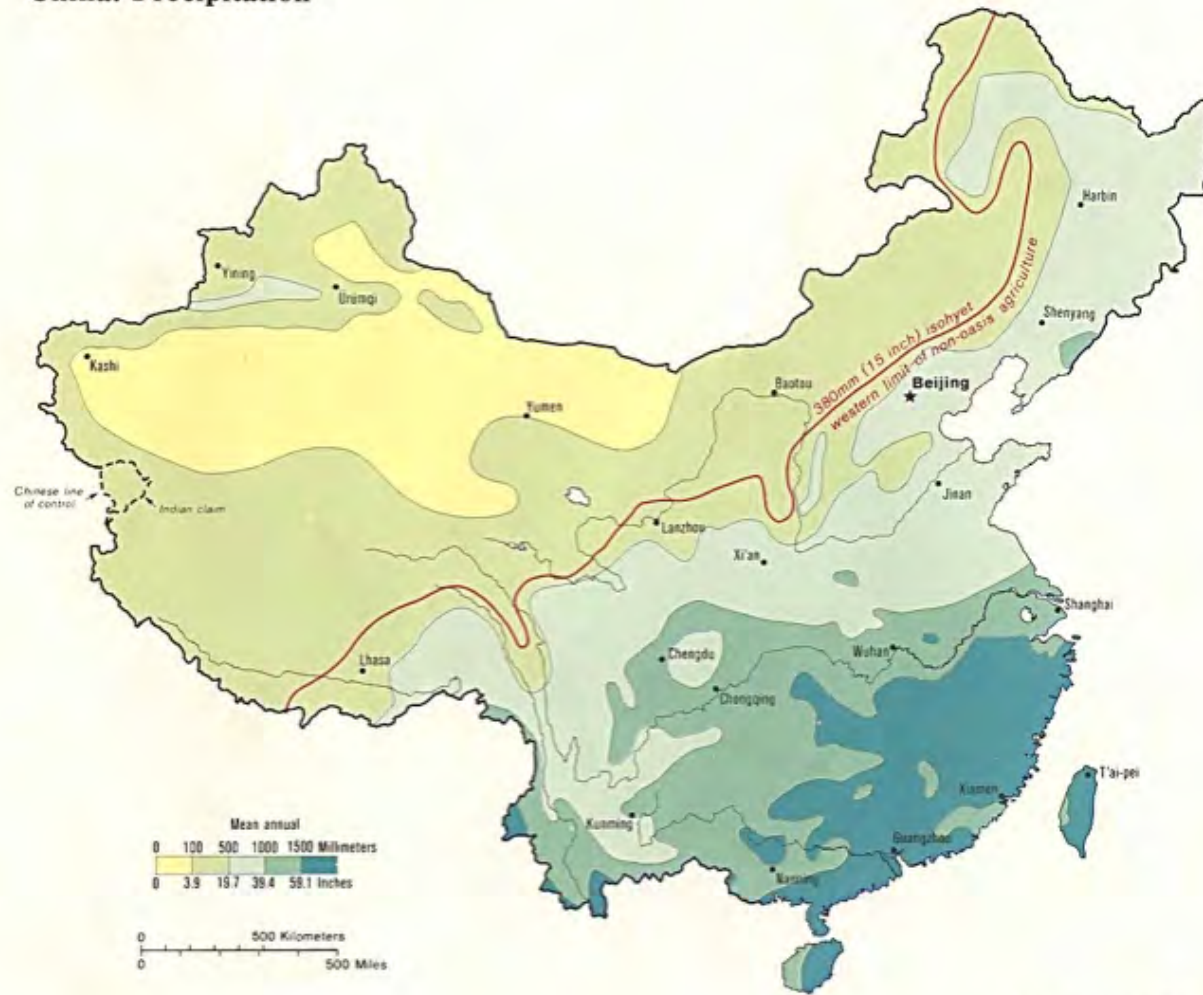 China: Precipitation
Harbin
Yining
Ürümqi
Shenyang
380mm (15 inch) isohyet
western limit of non-oasis agriculture
Kashi
Baotou
Beijing
Yumen
Chinese line
of control
Indian claim
Jinan
Lanzhou
Xi'an
Shanghai
Lhasa
Chengdu
Wuhan
Chongqing
T'ai-pei
Xiamen
Kunming
Guangzhou
Nanning
Mean annual
0 100 500 1000 1500 Millimeters
0 3.9 19.7 39.4 59.1 Inches
0 500 Kilometers
0 500 Miles